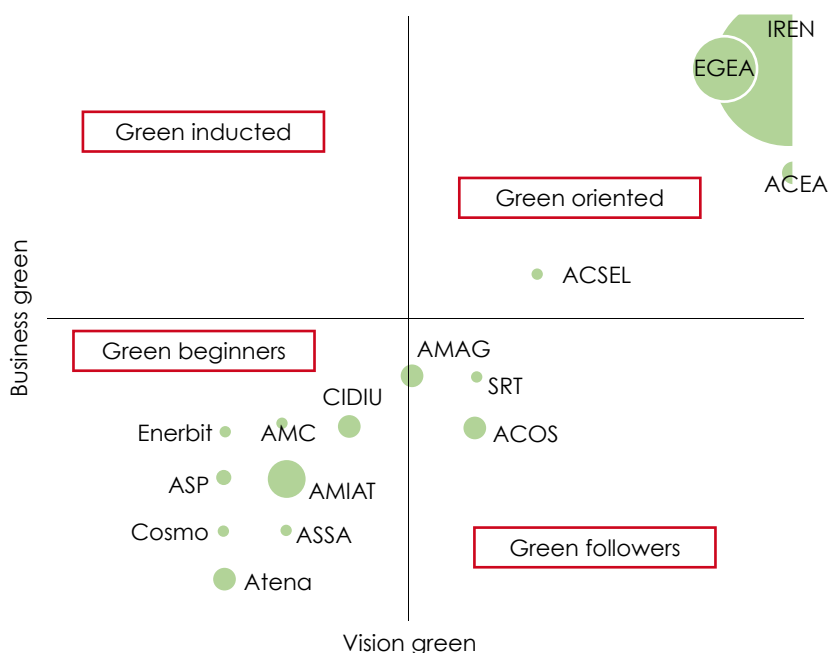 IREN
EGEA
Green inducted
ACEA
Green oriented
ACSEL
Business green
Green beginners
AMAG
SRT
CIDIU
Enerbit
AMC
ACOS
ASP
AMIAT
Cosmo
ASSA
Green followers
Atena
Vision green